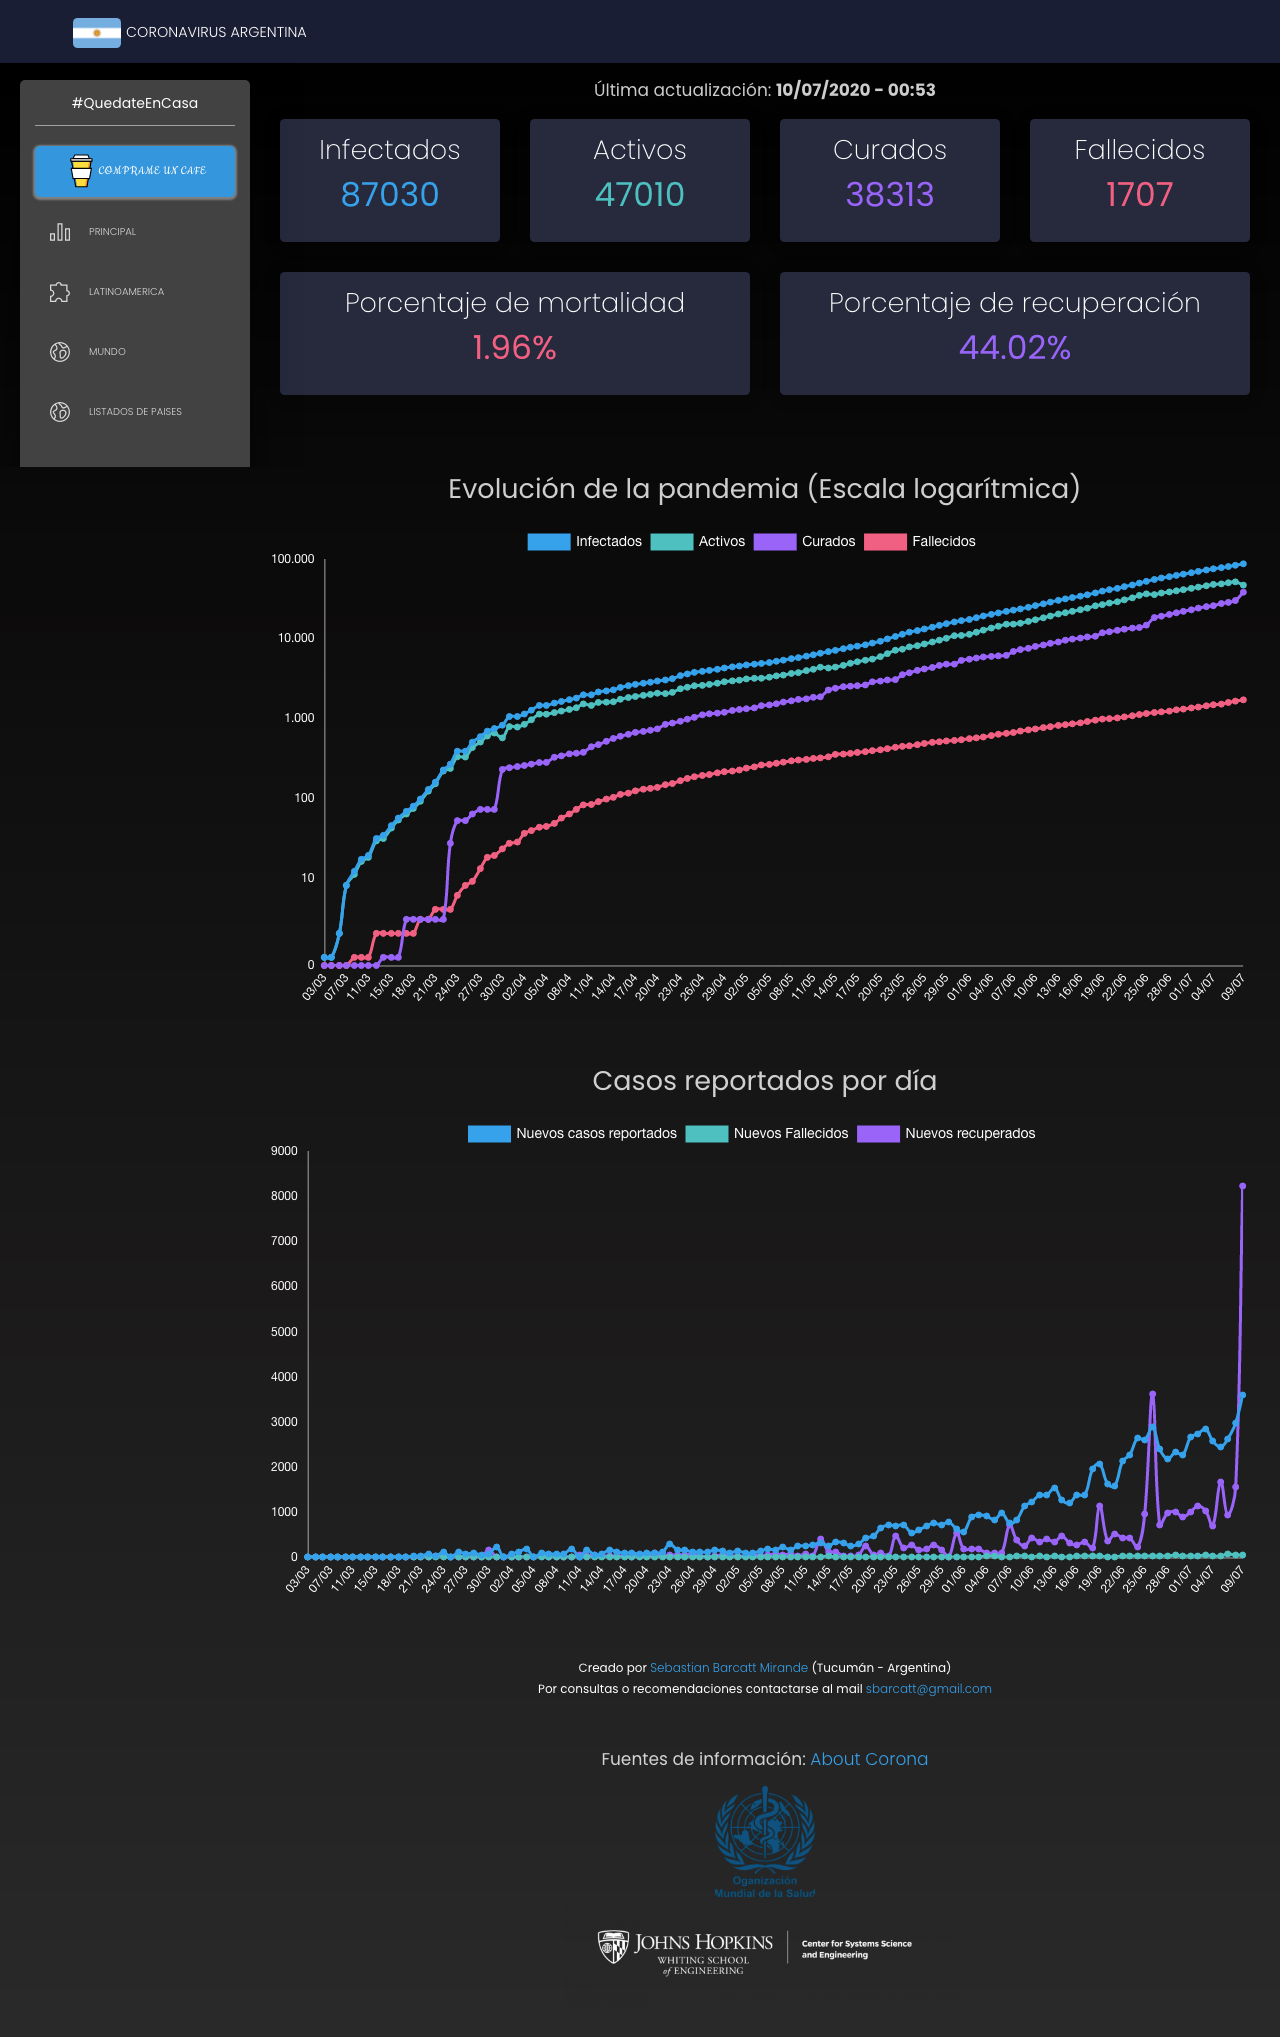 CORONAVIRUS ARGENTINA
#QuedateEnCasa
COMPRAME UN CAFE
PRINCIPAL
LATINOAMERICA
MUNDO
LISTADOS DE PAISES
Última actualización: 10/07/2020 - 00:53
Infectados
87030
Activos
47010
Curados
38313
Fallecidos
1707
Porcentaje de mortalidad
1.96%
Porcentaje de recuperación
44.02%
Evolución de la pandemia (Escala logarítmica)
Infectados Activos Curados Fallecidos
100.000
10.000
1.000
100
10
0
03/03 07/03 11/03 15/03 18/03 21/03 24/03 27/03 30/03 02/04 05/04 08/04 11/04 14/04 17/04 20/04 23/04 26/04 29/04 02/05 05/05 08/05 11/05 14/05 17/05 20/05 23/05 26/05 29/05 01/06 04/06 07/06 10/06 13/06 16/06 19/06 22/06 25/06 28/06 01/07 04/07 09/07
Casos reportados por día
Nuevos casos reportados Nuevos Fallecidos Nuevos recuperados
9000
8000
7000
6000
5000
4000
3000
2000
1000
0
03/03 07/03 11/03 15/03 18/03 21/03 24/03 27/03 30/03 02/04 05/04 08/04 11/04 14/04 17/04 20/04 23/04 26/04 29/04 02/05 05/05 08/05 11/05 14/05 17/05 20/05 23/05 26/05 29/05 01/06 04/06 07/06 10/06 13/06 16/06 19/06 22/06 25/06 28/06 01/07 04/07 09/07
Creado por Sebastian Barcatt Mirande (Tucumán - Argentina)
Por consultas o recomendaciones contactarse al mail sbarcatt@gmail.com
Fuentes de información: About Corona
Oganización
Mundial de la Salud
JOHNS HOPKINS
WHITING SCHOOL
of ENGINEERING
Center for Systems Science
and Engineering